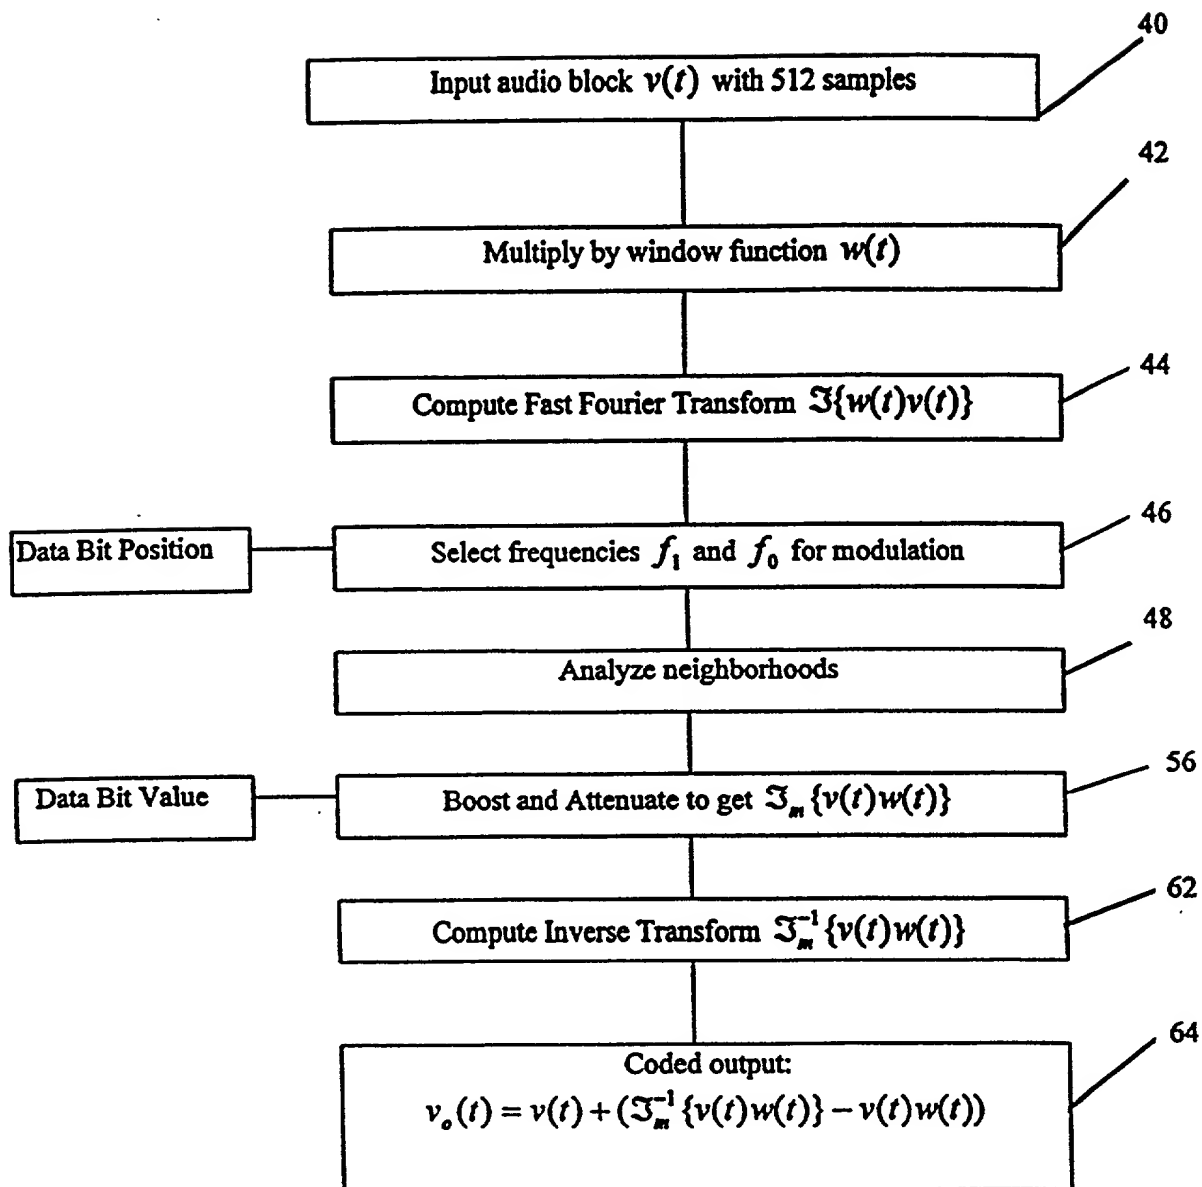 40
Input audio block v(t) with 512 samples
42
Multiply by window function w(t)
44
Compute Fast Fourier Transform ℑ{w(t)v(t)}
46
Data Bit Position
Select frequencies f₁ and f₀ for modulation
48
Analyze neighborhoods
56
Data Bit Value
Boost and Attenuate to get ℑₘ{v(t)w(t)}
62
Compute Inverse Transform ℑₘ⁻¹{v(t)w(t)}
64
Coded output:
vₒ(t) = v(t) + (ℑₘ⁻¹{v(t)w(t)} − v(t)w(t))